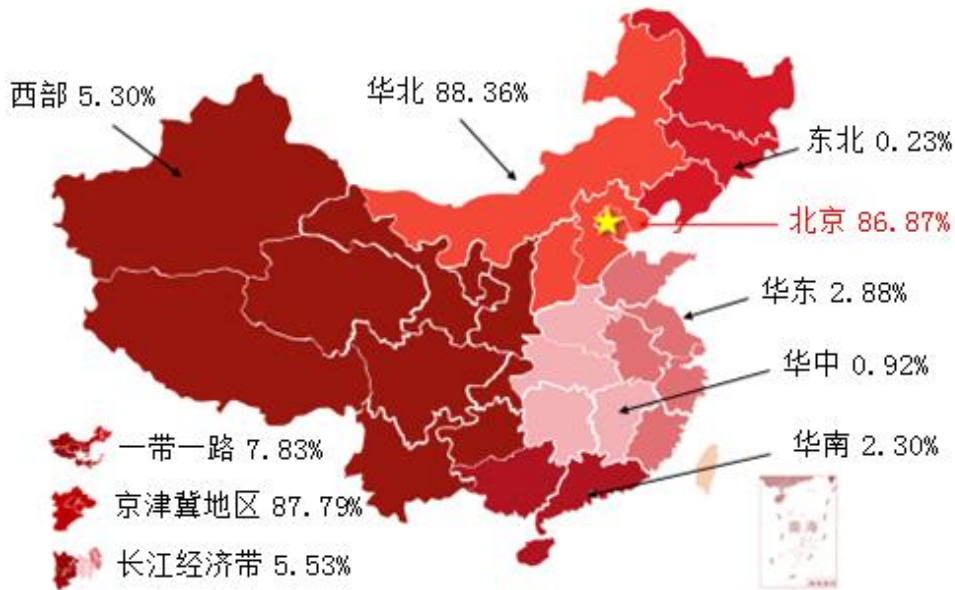 西部 5.30%
华北 88.36%
东北 0.23%
北京 86.87%
华东 2.88%
华中 0.92%
华南 2.30%
一带一路 7.83%
京津冀地区 87.79%
长江经济带 5.53%
南海